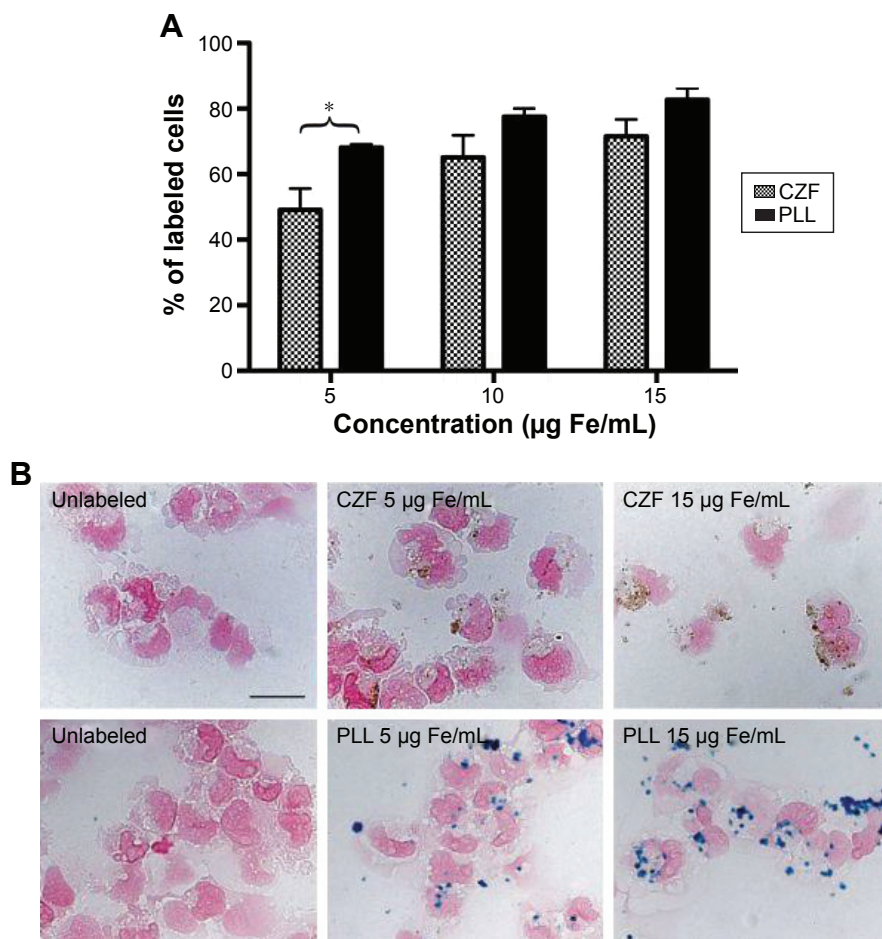 A
100
80
60
40
20
0
% of labeled cells
*
5
10
15
Concentration (µg Fe/mL)
CZF
PLL
B
Unlabeled
CZF 5 µg Fe/mL
CZF 15 µg Fe/mL
Unlabeled
PLL 5 µg Fe/mL
PLL 15 µg Fe/mL